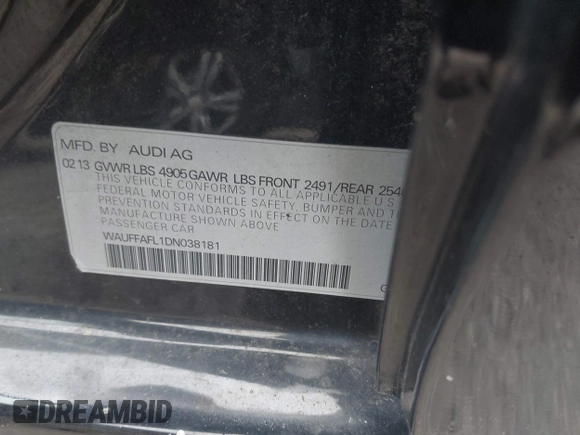 MFD. BY AUDI AG
02 13 GVWR LBS 4905 GAWR LBS FRONT 2491/REAR
THIS VEHICLE CONFORMS TO ALL APPLICABLE U
FEDERAL MOTOR VEHICLE SAFETY, BUMPER AND T
PREVENTION STANDARDS IN EFFECT ON THE DATE
MANUFACTURE SHOWN ABOVE
PASSENGER CAR
WAUFFAFL1DN038181
DREAMBID